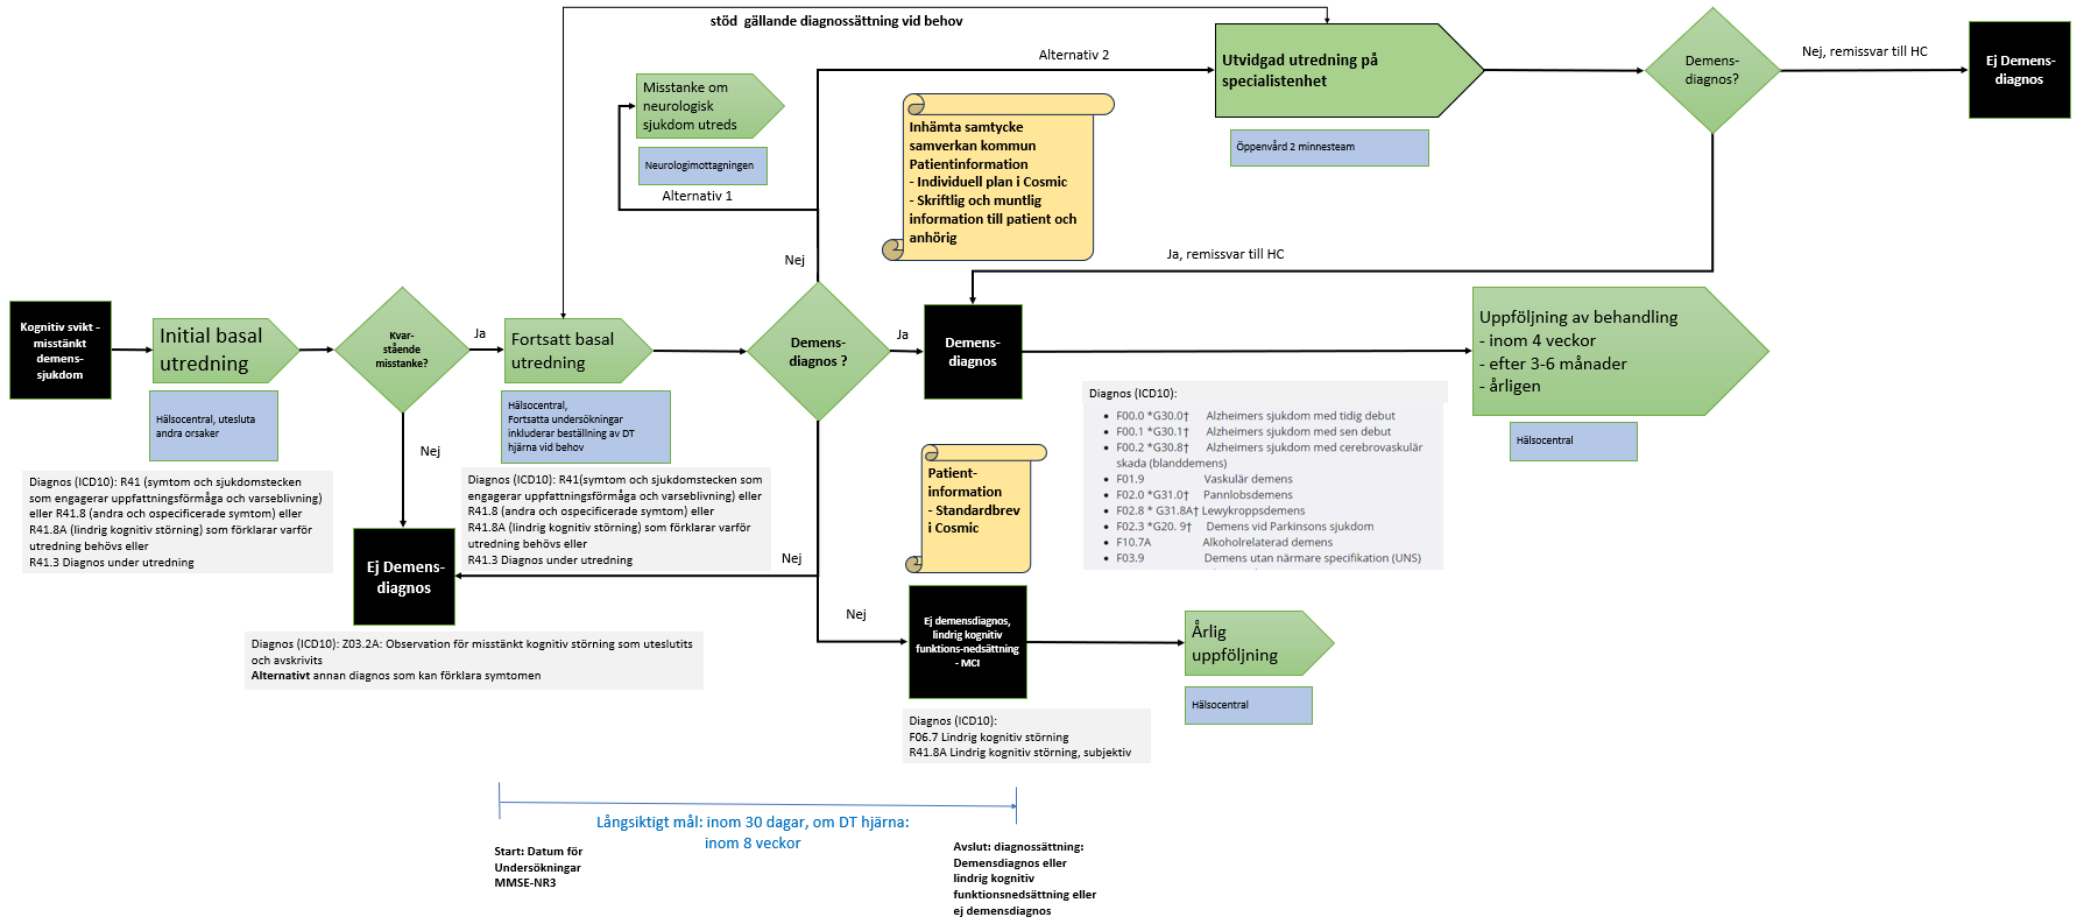 stöd  gällande diagnossättning vid behov
Alternativ 2
Utvidgad utredning på
specialistenhet
Öppenvård 2 minnesteam
Demens-
diagnos?
Nej, remissvar till HC
Ej Demens-
diagnos
Misstanke om
neurologisk
sjukdom utreds
Neurologimottagningen
Alternativ 1
Inhämta samtycke
samverkan kommun
Patientinformation
- Individuell plan i Cosmic
- Skriftlig och muntlig
information till patient och
anhörig
Nej
Ja, remissvar till HC
Kognitiv svikt -
misstänkt
demens-
sjukdom
Initial basal
utredning
Hälsocentral, utesluta
andra orsaker
Diagnos (ICD10): R41 (symtom och sjukdomstecken
som engagerar uppfattningsförmåga och varseblivning)
eller R41.8 (andra och ospecificerade symtom) eller
R41.8A (lindrig kognitiv störning) som förklarar varför
utredning behövs eller
R41.3 Diagnos under utredning
Kvar-
stående
misstanke?
Ja
Nej
Fortsatt basal
utredning
Hälsocentral,
Fortsatta undersökningar
inkluderar beställning av DT
hjärna vid behov
Diagnos (ICD10): R41(symtom och sjukdomstecken som
engagerar uppfattningsförmåga och varseblivning) eller
R41.8 (andra och ospecificerade symtom) eller
R41.8A (lindrig kognitiv störning) som förklarar varför
utredning behövs eller
R41.3 Diagnos under utredning
Demens-
diagnos ?
Ja
Demens-
diagnos
Uppföljning av behandling
- inom 4 veckor
- efter 3-6 månader
- årligen
Hälsocentral
Diagnos (ICD10):
• F00.0 *G30.0† Alzheimers sjukdom med tidig debut
• F00.1 *G30.1† Alzheimers sjukdom med sen debut
• F00.2 *G30.8† Alzheimers sjukdom med cerebrovaskulär
skada (blanddemens)
• F01.9 Vaskulär demens
• F02.0 *G31.0† Pannlobsdemens
• F02.8 * G31.8A† Lewykroppsdemens
• F02.3 *G20. 9† Demens vid Parkinsons sjukdom
• F10.7A Alkoholrelaterad demens
• F03.9 Demens utan närmare specifikation (UNS)
Patient-
information
- Standardbrev
i Cosmic
Ej Demens-
diagnos
Nej
Diagnos (ICD10): Z03.2A: Observation för misstänkt kognitiv störning som uteslutits
och avskrivits
Alternativt annan diagnos som kan förklara symtomen
Nej
Ej demensdiagnos,
lindrig kognitiv
funktions-nedsättning
- MCI
Årlig
uppföljning
Hälsocentral
Diagnos (ICD10):
F06.7 Lindrig kognitiv störning
R41.8A Lindrig kognitiv störning, subjektiv
Långsiktigt mål: inom 30 dagar, om DT hjärna:
inom 8 veckor
Start: Datum för
Undersökningar
MMSE-NR3
Avslut: diagnossättning:
Demensdiagnos eller
lindrig kognitiv
funktionsnedsättning eller
ej demensdiagnos